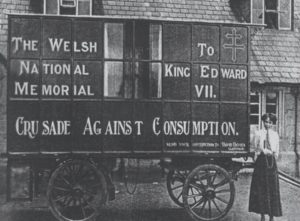 THE WELSH
NATIONAL
MEMORIAL
TO
KING EDWARD
VII.
CRUSADE AGAINST CONSUMPTION.